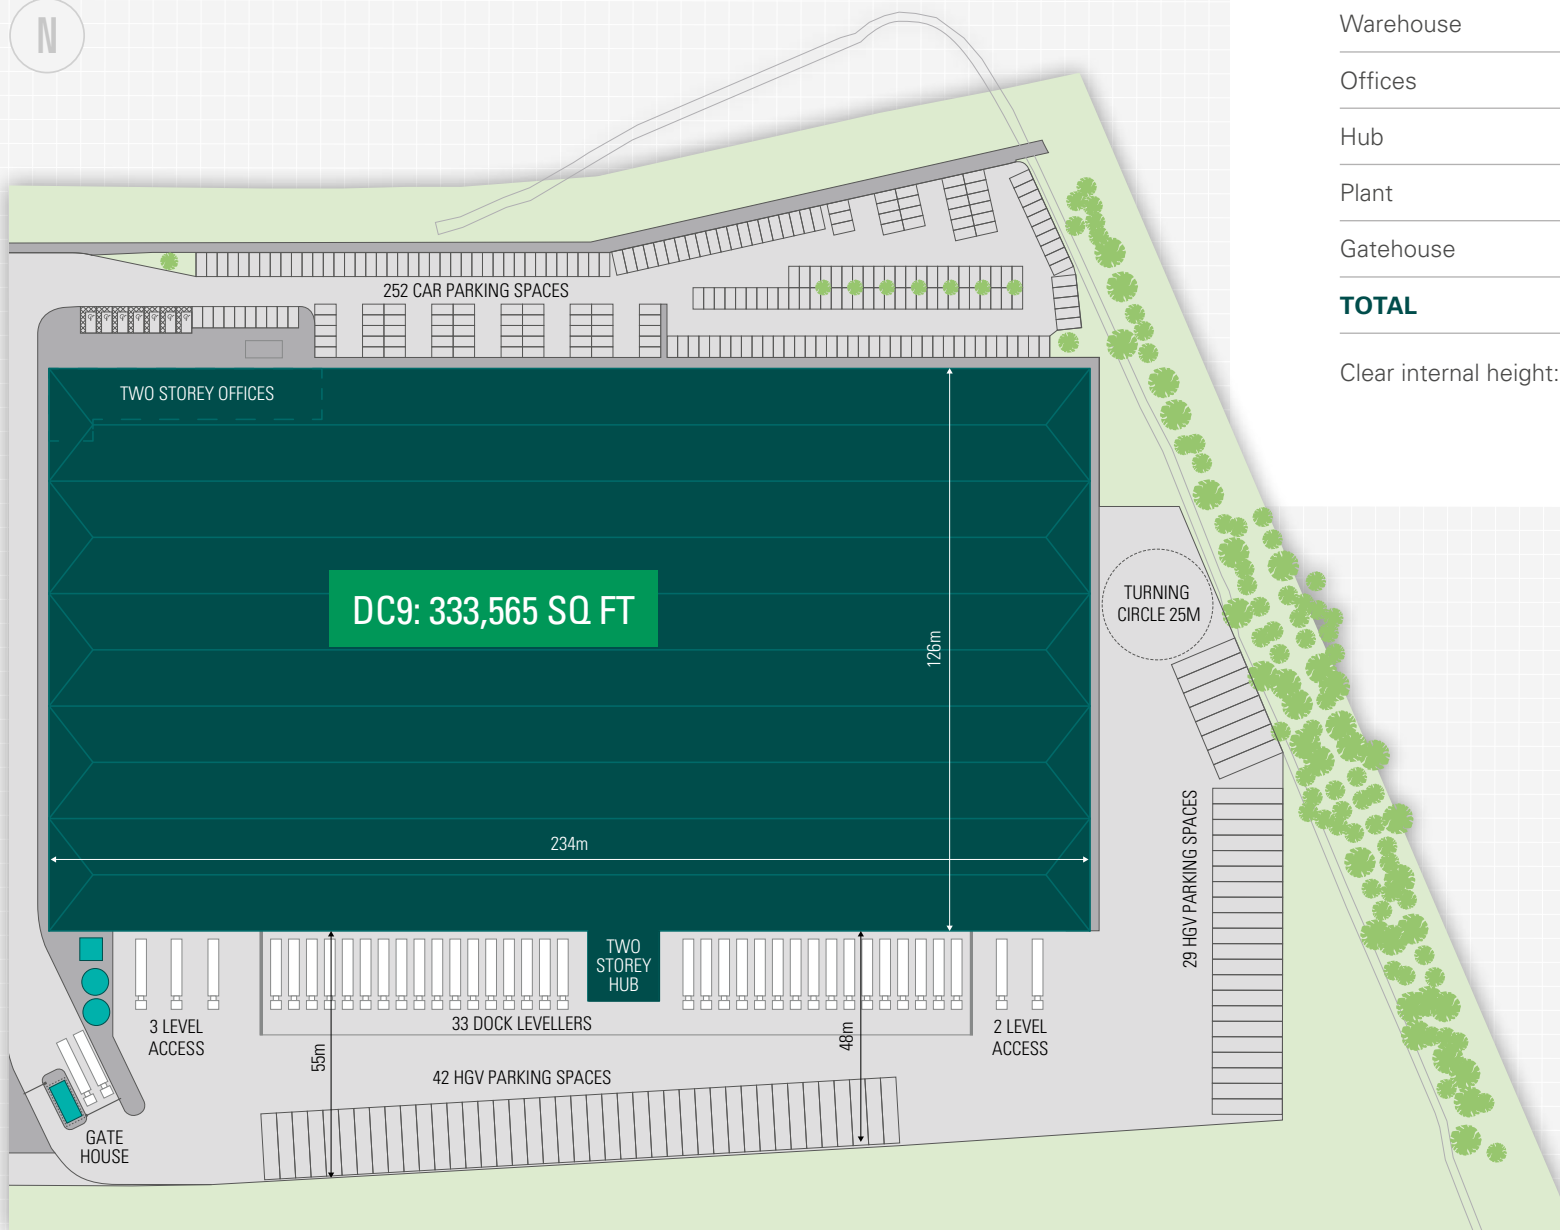 N
Warehouse
Offices
Hub
Plant
Gatehouse
TOTAL
Clear internal height:
252 CAR PARKING SPACES
TWO STOREY OFFICES
DC9: 333,565 SQ FT
126m
234m
TURNING
CIRCLE 25M
29 HGV PARKING SPACES
TWO
STOREY
HUB
3 LEVEL
ACCESS
33 DOCK LEVELLERS
2 LEVEL
ACCESS
55m
48m
42 HGV PARKING SPACES
GATE
HOUSE